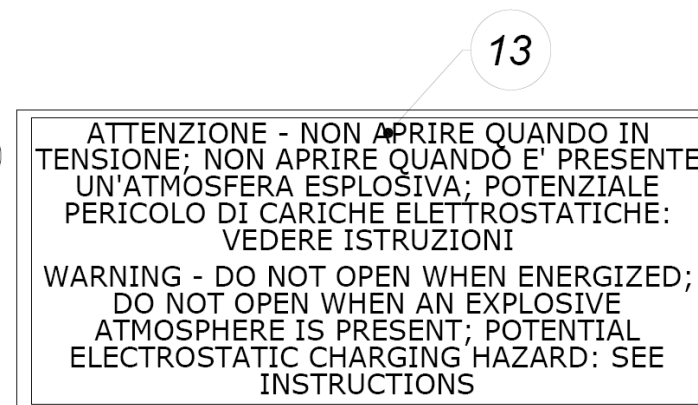 13
ATTENZIONE - NON APRIRE QUANDO IN
TENSIONE; NON APRIRE QUANDO E' PRESENTE
UN'ATMOSFERA ESPLOSIVA; POTENZIALE
PERICOLO DI CARICHE ELETTROSTATICHE:
VEDERE ISTRUZIONI
WARNING - DO NOT OPEN WHEN ENERGIZED;
DO NOT OPEN WHEN AN EXPLOSIVE
ATMOSPHERE IS PRESENT; POTENTIAL
ELECTROSTATIC CHARGING HAZARD: SEE
INSTRUCTIONS